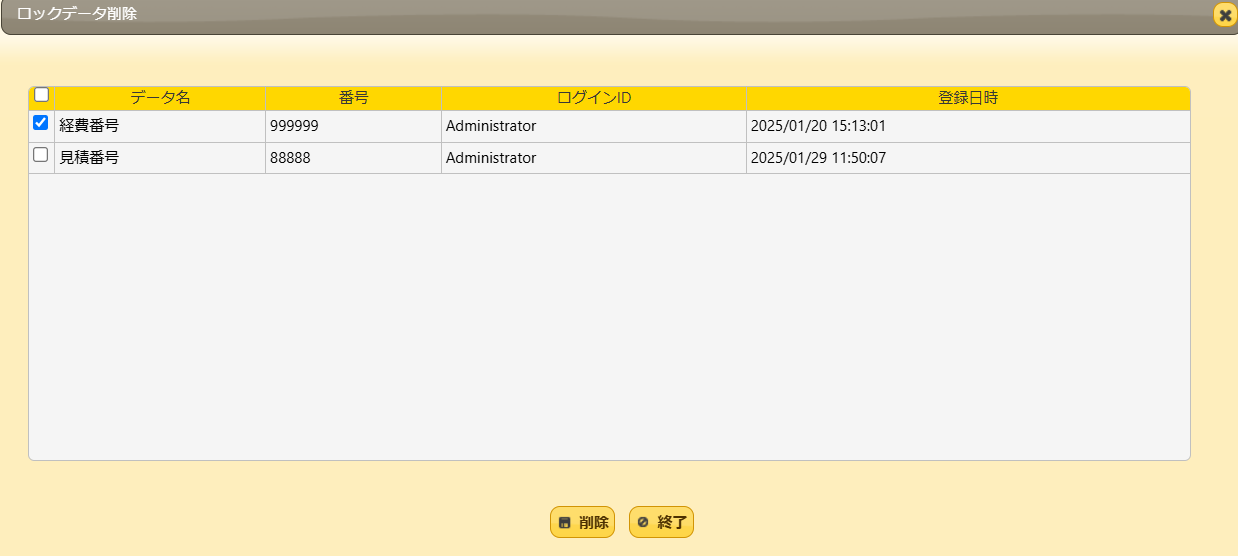 ロックデータ削除
データ名 番号 ログインID 登録日時
経費番号 999999 Administrator 2025/01/20 15:13:01
見積番号 88888 Administrator 2025/01/29 11:50:07
削除 終了